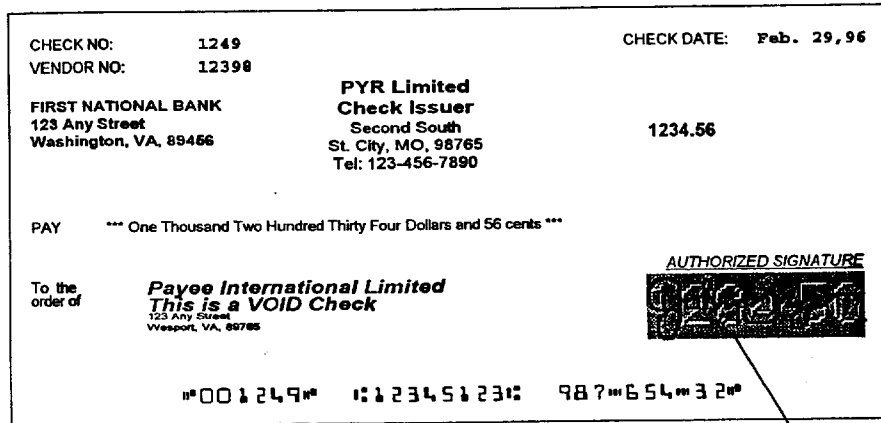 CHECK NO: 1249
CHECK DATE: Feb. 29,96
VENDOR NO: 12398
PYR Limited
FIRST NATIONAL BANK
Check Issuer
123 Any Street
Second South
1234.56
Washington, VA, 89456
St. City, MO, 98765
Tel: 123-456-7890
PAY *** One Thousand Two Hundred Thirty Four Dollars and 56 cents ***
AUTHORIZED SIGNATURE
To the
order of
Payee International Limited
This is a VOID Check
123 Any Street
Wesport, VA, 89785
⑈001249⑈ ⑆12345123⑆ 987⑉654⑉32⑈